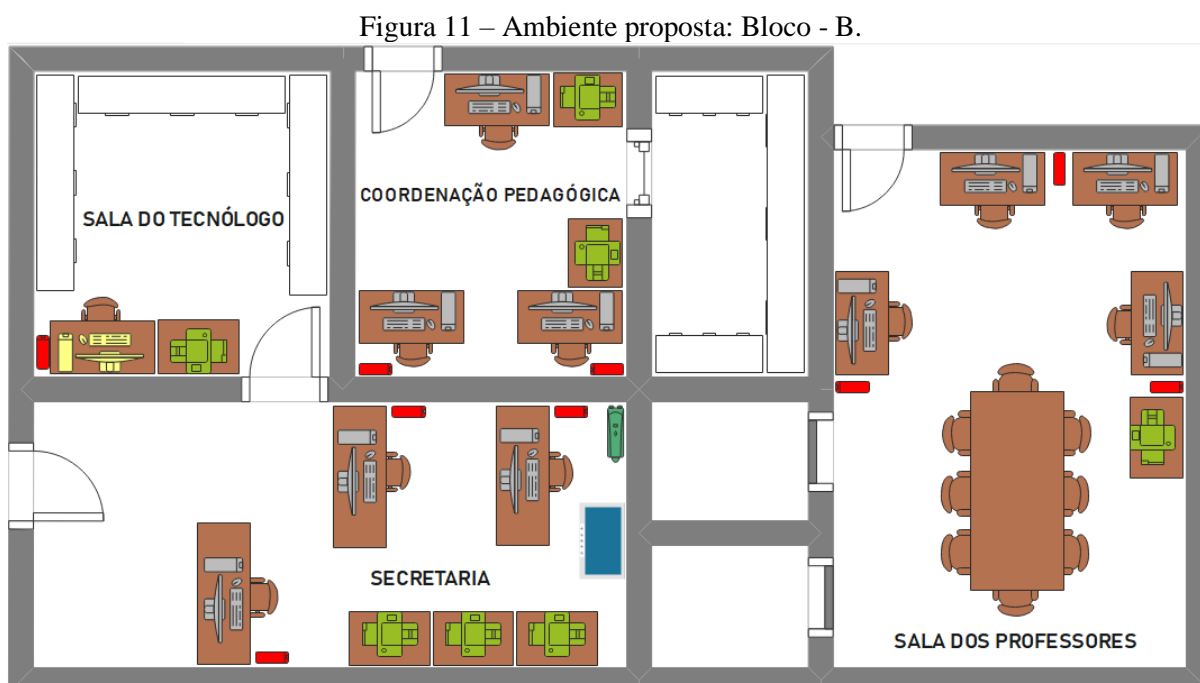 Figura 11 – Ambiente proposta: Bloco - B.
COORDENAÇÃO PEDAGÓGICA
SALA DO TECNÓLOGO
SECRETARIA
SALA DOS PROFESSORES